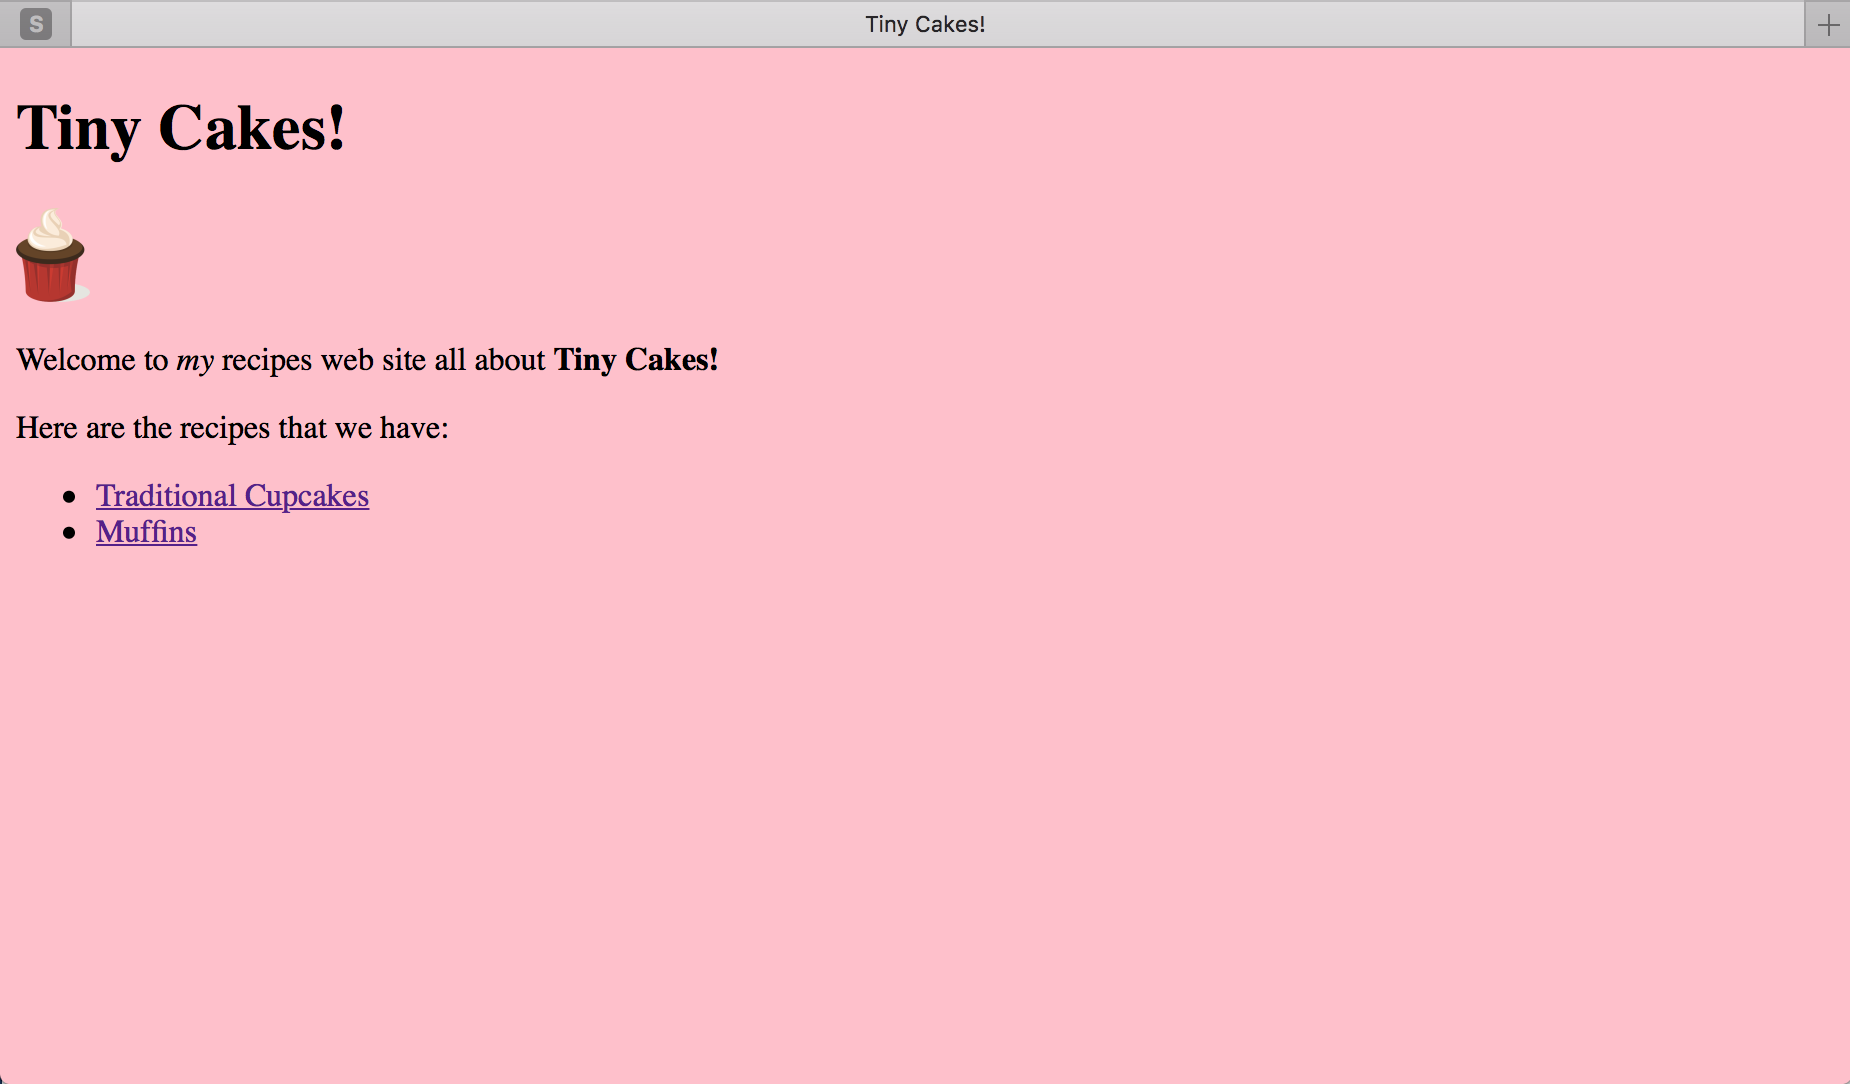 S
Tiny Cakes!
Tiny Cakes!
Welcome to my recipes web site all about Tiny Cakes!
Here are the recipes that we have:
Traditional Cupcakes
Muffins